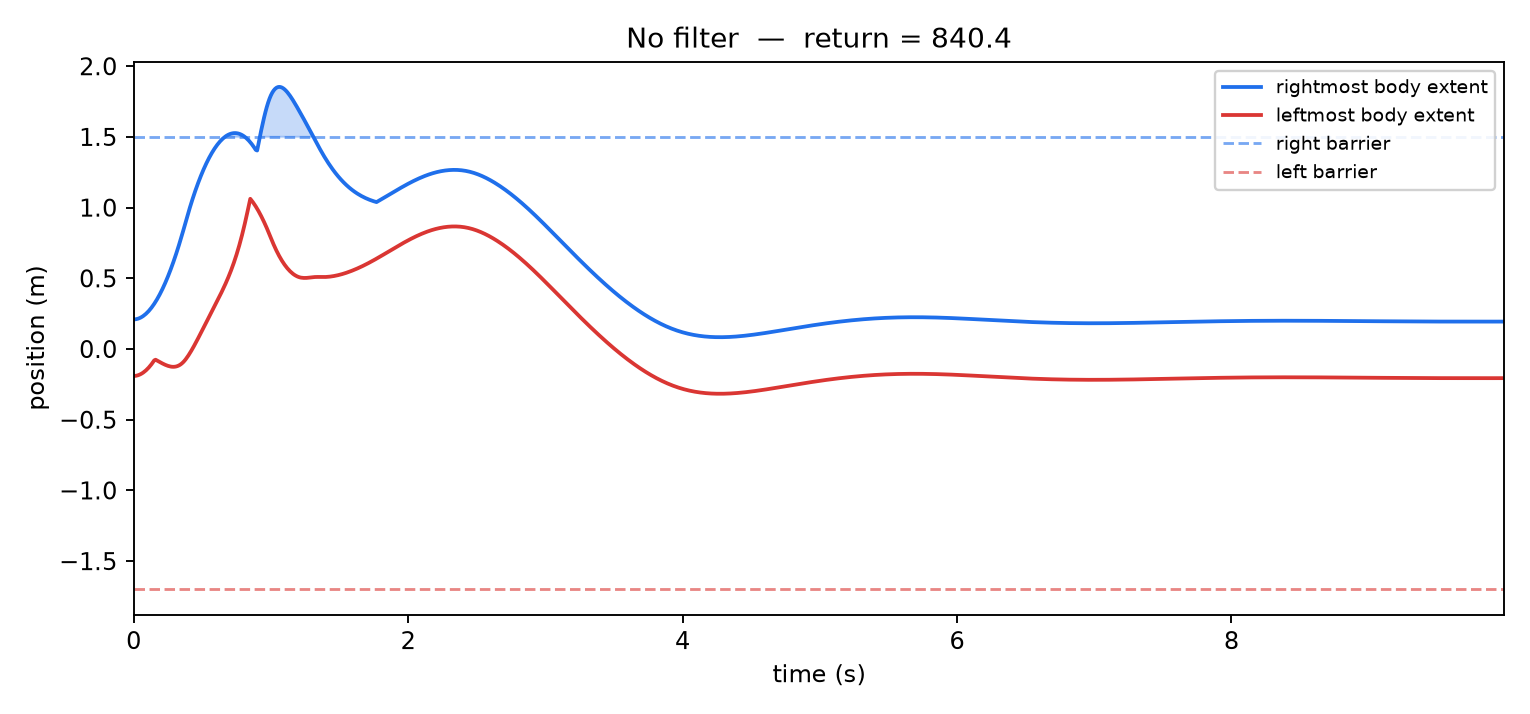 No filter — return = 840.4
position (m)
2.0
1.5
1.0
0.5
0.0
−0.5
−1.0
−1.5
rightmost body extent
leftmost body extent
right barrier
left barrier
0 2 4 6 8
time (s)